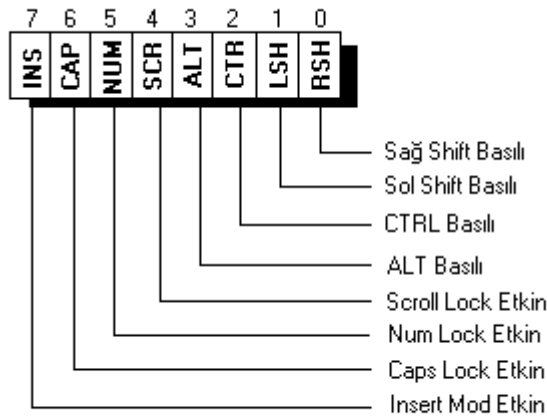 7 6 5 4 3 2 1 0
INS CAP NUM SCR ALT CTR LSH RSH
Sağ Shift Basılı
Sol Shift Basılı
CTRL Basılı
ALT Basılı
Scroll Lock Etkin
Num Lock Etkin
Caps Lock Etkin
Insert Mod Etkin